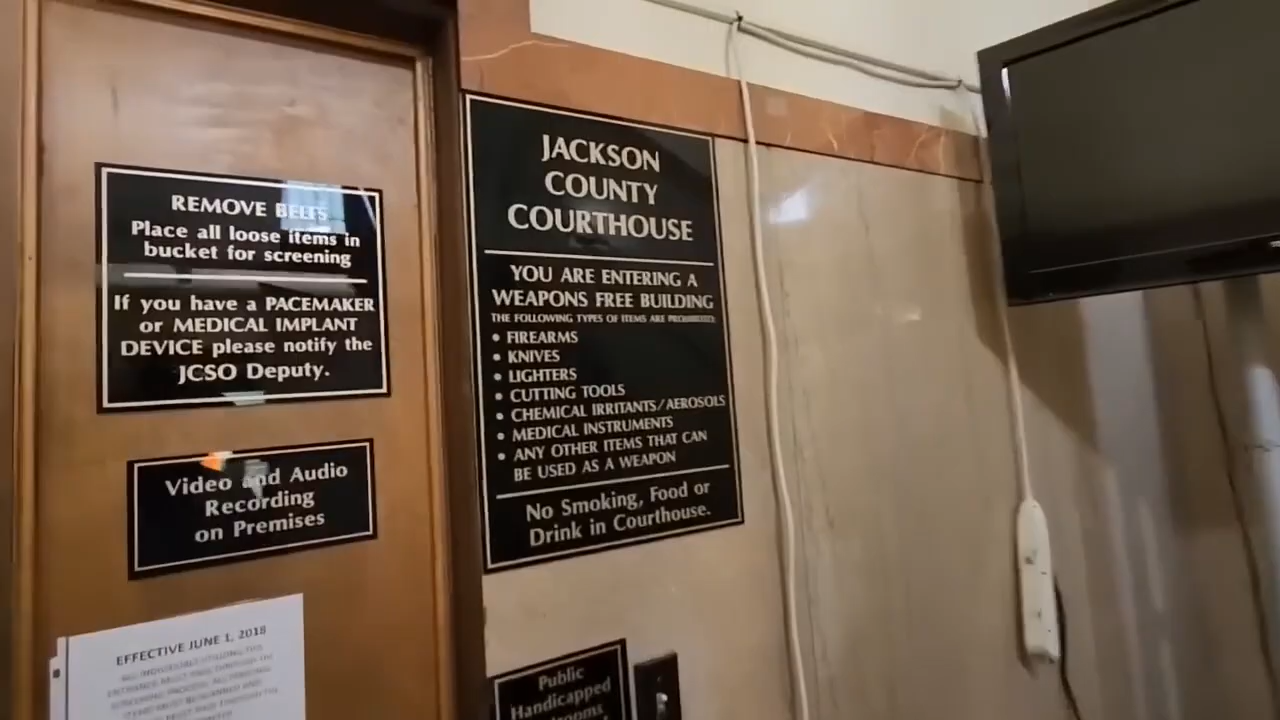 REMOVE BELTS
Place all loose items in
bucket for screening
If you have a PACEMAKER
or MEDICAL IMPLANT
DEVICE please notify the
JCSO Deputy.
Video and Audio
Recording
on Premises
EFFECTIVE JUNE 1, 2018
JACKSON
COUNTY
COURTHOUSE
YOU ARE ENTERING A
WEAPONS FREE BUILDING
THE FOLLOWING TYPES OF ITEMS ARE PROHIBITED:
• FIREARMS
• KNIVES
• LIGHTERS
• CUTTING TOOLS
• CHEMICAL IRRITANTS/AEROSOLS
• MEDICAL INSTRUMENTS
• ANY OTHER ITEMS THAT CAN
BE USED AS A WEAPON
No Smoking, Food or
Drink in Courthouse.
Public
Handicapped